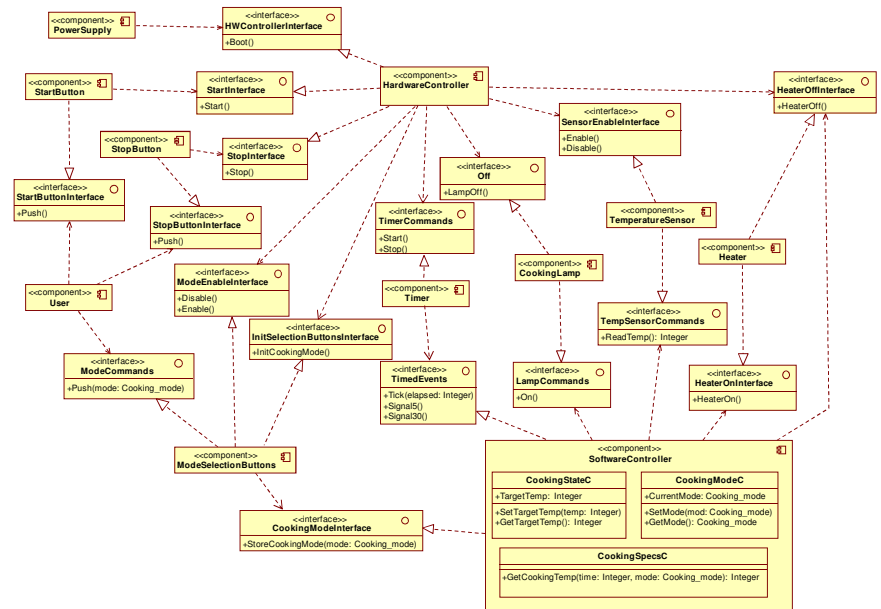 <<component>>
PowerSupply
<<interface>>
HWControllerInterface
+Boot()
<<component>>
StartButton
<<interface>>
StartInterface
+Start()
<<component>>
HardwareController
<<interface>>
HeaterOffInterface
+HeaterOff()
<<component>>
StopButton
<<interface>>
StopInterface
+Stop()
<<interface>>
SensorEnableInterface
+Enable()
+Disable()
<<interface>>
Off
+LampOff()
<<interface>>
StartButtonInterface
+Push()
<<interface>>
StopButtonInterface
+Push()
<<interface>>
TimerCommands
+Start()
+Stop()
<<component>>
TemperatureSensor
<<component>>
Heater
<<component>>
CookingLamp
<<component>>
User
<<interface>>
ModeEnableInterface
+Disable()
+Enable()
<<component>>
Timer
<<interface>>
InitSelectionButtonsInterface
+InitCookingMode()
<<interface>>
TempSensorCommands
+ReadTemp(): Integer
<<interface>>
ModeCommands
+Push(mode: Cooking_mode)
<<interface>>
TimedEvents
+Tick(elapsed: Integer)
+Signal5()
+Signal30()
<<interface>>
LampCommands
+On()
<<interface>>
HeaterOnInterface
+HeaterOn()
<<component>>
ModeSelectionButtons
<<component>>
SoftwareController
CookingStateC
+TargetTemp: Integer
+SetTargetTemp(temp: Integer)
+GetTargetTemp(): Integer
CookingModeC
+CurrentMode: Cooking_mode
+SetMode(mod: Cooking_mode)
+GetMode(): Cooking_mode
<<interface>>
CookingModeInterface
+StoreCookingMode(mode: Cooking_mode)
CookingSpecsC
+GetCookingTemp(time: Integer, mode: Cooking_mode): Integer